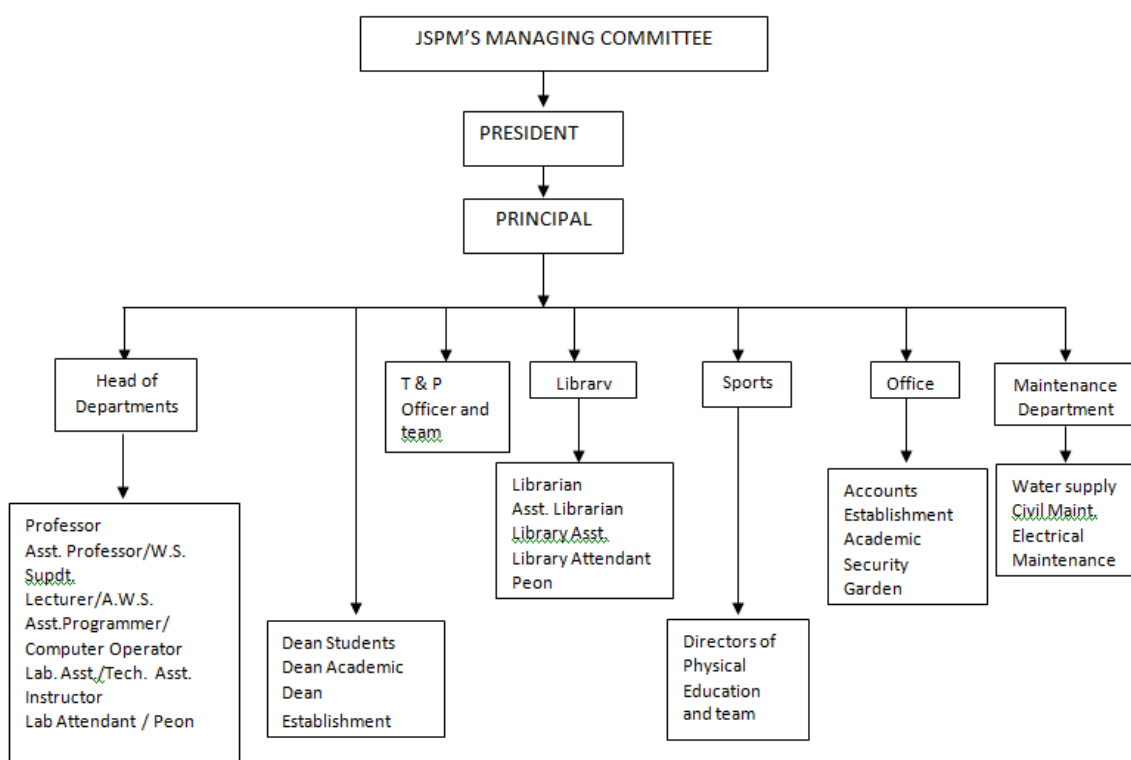 JSPM'S MANAGING COMMITTEE
PRESIDENT
PRINCIPAL
Head of
Departments
T & P
Officer and
team
Library
Sports
Office
Maintenance
Department
Professor
Asst. Professor/W.S.
Supdt.
Lecturer/A.W.S.
Asst.Programmer/
Computer Operator
Lab. Asst./Tech. Asst.
Instructor
Lab Attendant / Peon
Dean Students
Dean Academic
Dean
Establishment
Librarian
Asst. Librarian
Library Asst.
Library Attendant
Peon
Directors of
Physical
Education
and team
Accounts
Establishment
Academic
Security
Garden
Water supply
Civil Maint.
Electrical
Maintenance